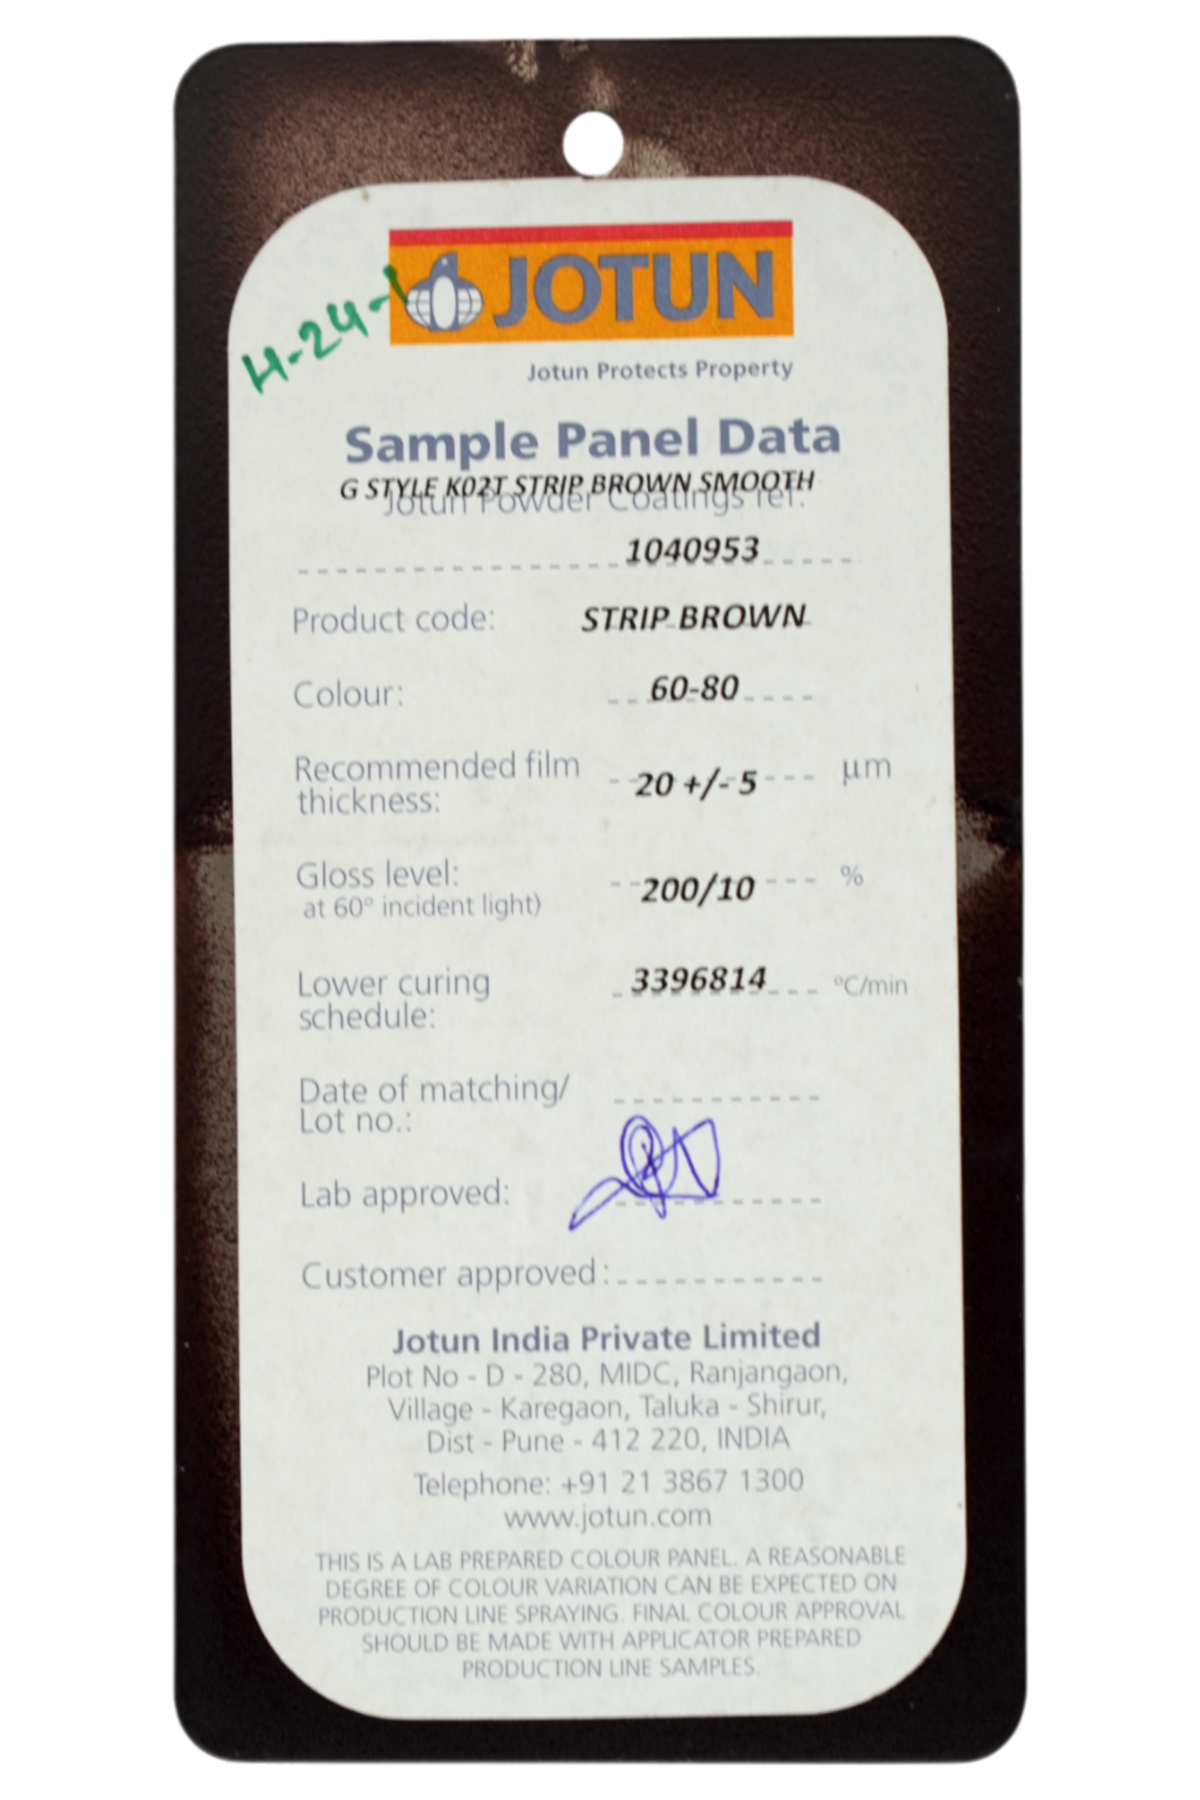 JOTUN
H-24-1
Jotun Protects Property
Sample Panel Data
G STYLE K02T STRIP BROWN SMOOTH
Jotun Powder Coatings ref.
1040953
Product code: STRIP BROWN
Colour: 60-80
Recommended film
thickness: 20 +/- 5 µm
Gloss level: 200/10 %
at 60° incident light)
Lower curing 3396814 °C/min
schedule:
Date of matching/
Lot no.:
Lab approved:
Customer approved:
Jotun India Private Limited
Plot No - D - 280, MIDC, Ranjangaon,
Village - Karegaon, Taluka - Shirur,
Dist - Pune - 412 220, INDIA
Telephone: +91 21 3867 1300
www.jotun.com
THIS IS A LAB PREPARED COLOUR PANEL. A REASONABLE
DEGREE OF COLOUR VARIATION CAN BE EXPECTED ON
PRODUCTION LINE SPRAYING. FINAL COLOUR APPROVAL
SHOULD BE MADE WITH APPLICATOR PREPARED
PRODUCTION LINE SAMPLES.